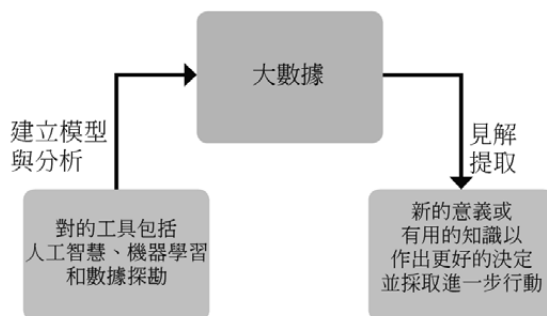 大數據
建立模型
與分析
見解
提取
對的工具包括
人工智慧、機器學習
和數據探勘
新的意義或
有用的知識以
作出更好的決定
並採取進一步行動